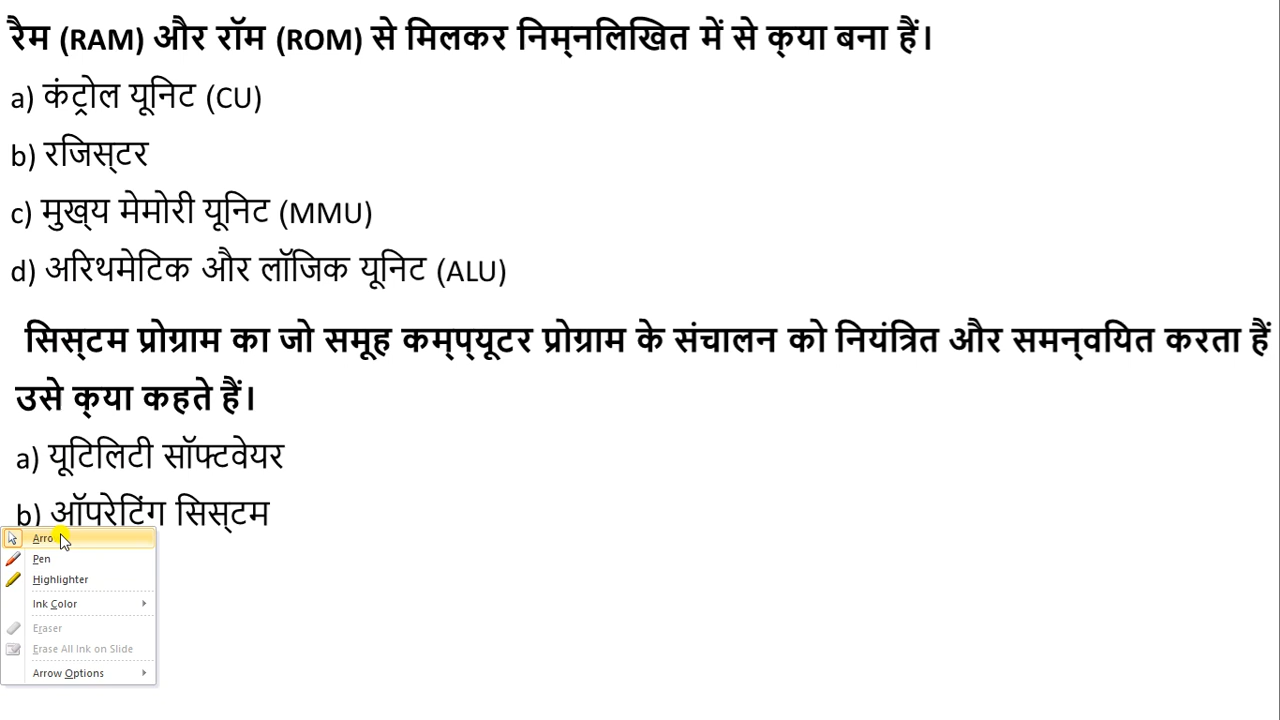 रैम (RAM) और रॉम (ROM) से मिलकर निम्नलिखित में से क्या बना हैं।
a) कंट्रोल यूनिट (CU)
b) रजिस्टर
c) मुख्य मेमोरी यूनिट (MMU)
d) अरिथमेटिक और लॉजिक यूनिट (ALU)
सिस्टम प्रोग्राम का जो समूह कम्प्यूटर प्रोग्राम के संचालन को नियंत्रित और समन्वयित करता हैं
उसे क्या कहते हैं।
a) यूटिलिटी सॉफ्टवेयर
b) ऑपरेटिंग सिस्टम
Pen
Highlighter
Ink Color
Eraser
Erase All Ink on Slide
Arrow Options